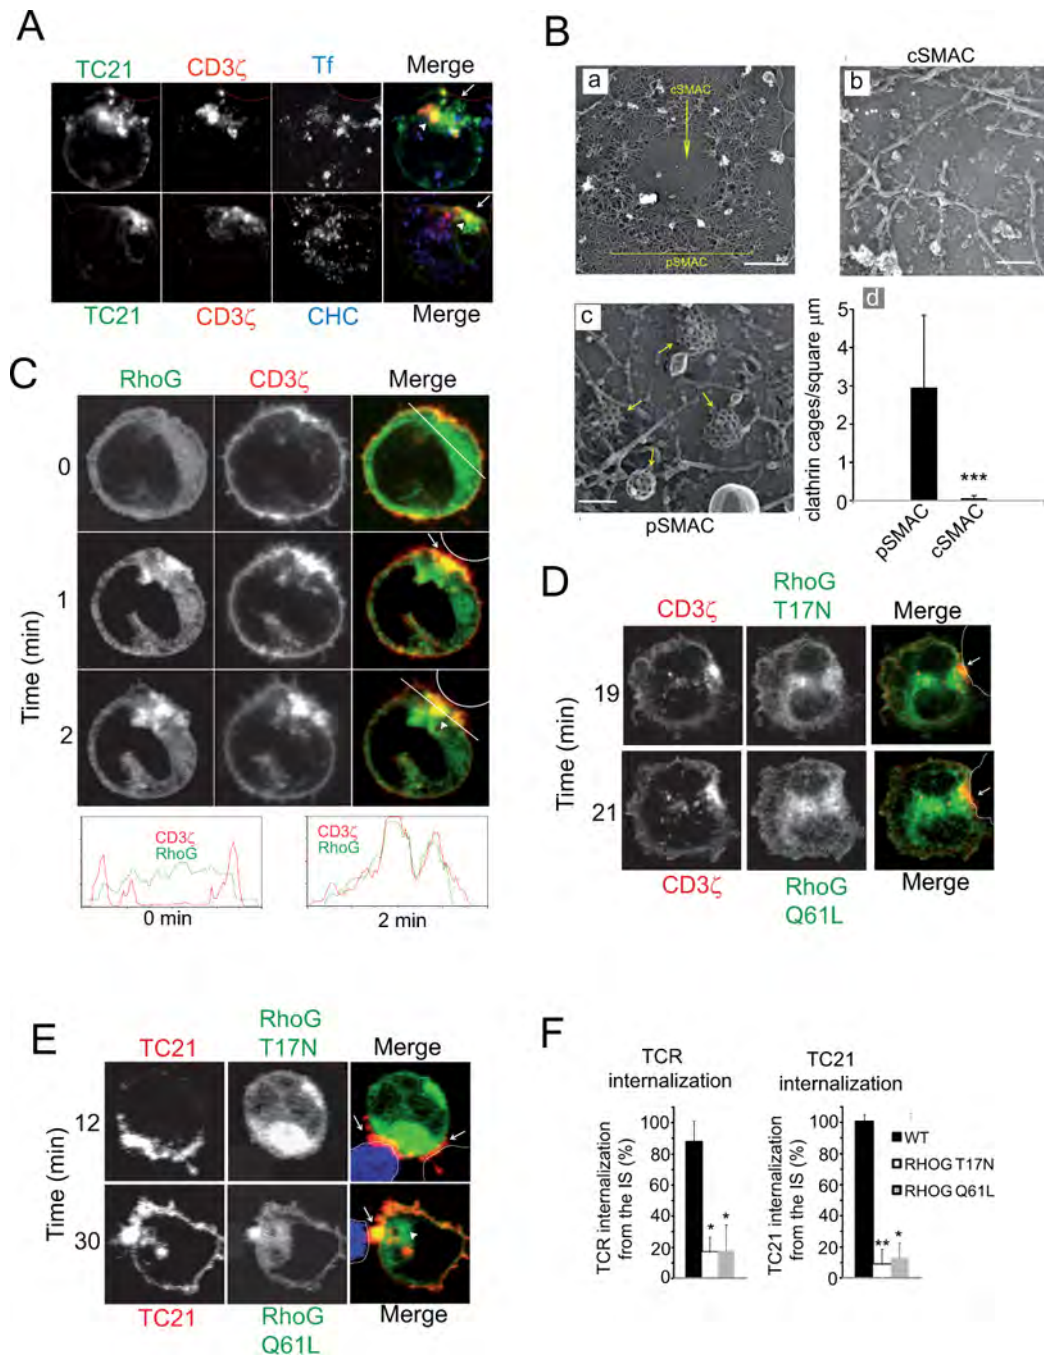 A
TC21 CD3ζ Tf Merge
TC21 CD3ζ CHC Merge
B
cSMAC
a
cSMAC
pSMAC
b
c
pSMAC
d
clathrin cages/square μm
5
4
3
2
1
0
***
pSMAC cSMAC
C
RhoG CD3ζ Merge
Time (min)
0
1
2
CD3ζ
RhoG
0 min
CD3ζ
RhoG
2 min
D
CD3ζ RhoG T17N Merge
Time (min)
19
21
CD3ζ RhoG Q61L Merge
E
TC21 RhoG T17N Merge
Time (min)
12
30
TC21 RhoG Q61L Merge
F
TCR
internalization
TCR internalization
from the IS (%)
100
80
60
40
20
0
* *
TC21
internalization
TC21 internalization
from the IS (%)
100
80
60
40
20
0
** *
WT
RHOG T17N
RHOG Q61L